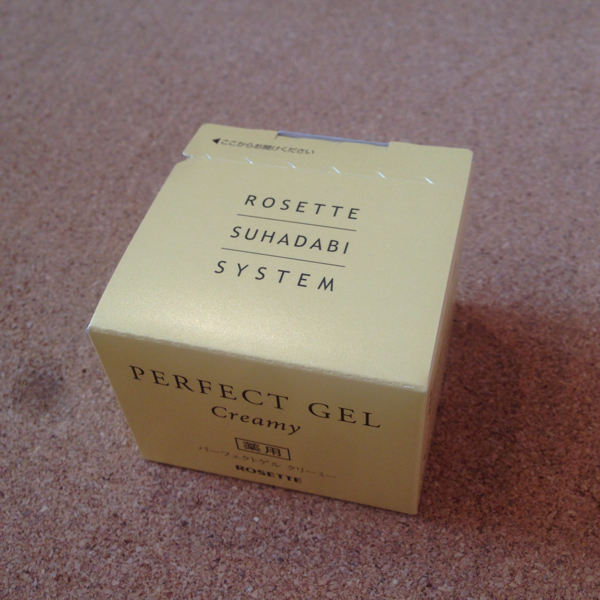 ◀ここからお開けください
ROSETTE
SUHADABI
SYSTEM
PERFECT GEL
Creamy
薬用
パーフェクトゲル クリーミー
ROSETTE